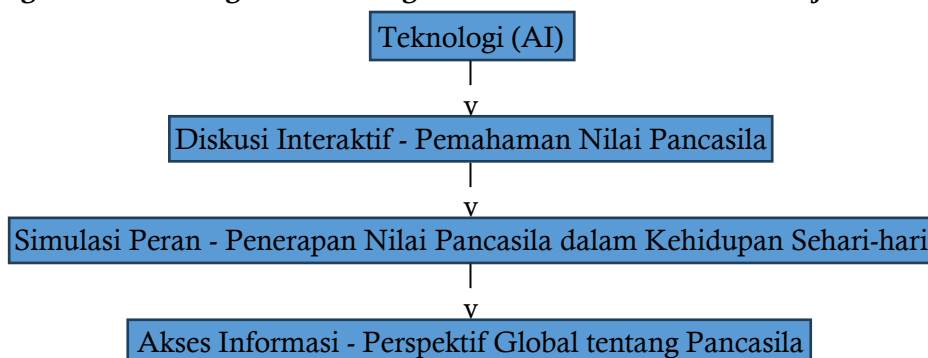 Teknologi (AI)
|
v
Diskusi Interaktif - Pemahaman Nilai Pancasila
|
v
Simulasi Peran - Penerapan Nilai Pancasila dalam Kehidupan Sehari-hari
|
v
Akses Informasi - Perspektif Global tentang Pancasila